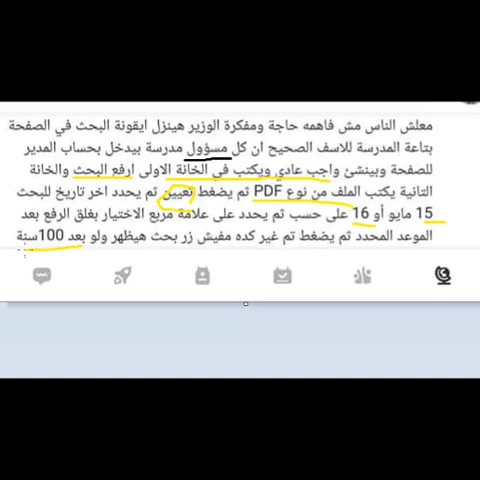 معلش الناس مش فاهمه حاجة ومفكرة الوزير هينزل ايقونة البحث في الصفحة
بتاعة المدرسة للاسف الصحيح ان كل مسؤول مدرسة بيدخل بحساب المدير
للصفحة وبينشئ واجب عادي ويكتب في الخانة الاولى ارفع البحث والخانة
التانية يكتب الملف من نوع PDF ثم يضغط تعيين ثم يحدد اخر تاريخ للبحث
15 مايو أو 16 على حسب ثم يحدد على علامة مربع الاختيار بغلق الرفع بعد
الموعد المحدد ثم يضغط تم غير كده مفيش زر بحث هيظهر ولو بعد 100سنة